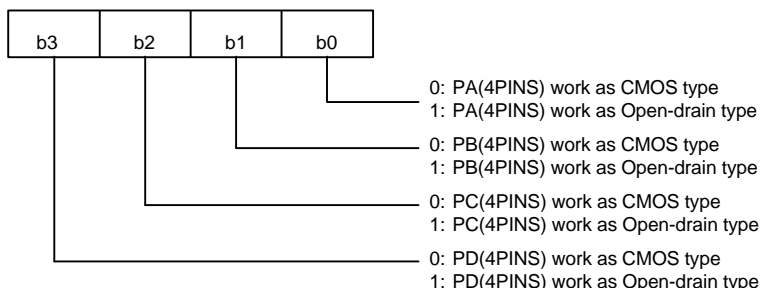 b3 b2 b1 b0
0: PA(4PINS) work as CMOS type
1: PA(4PINS) work as Open-drain type
0: PB(4PINS) work as CMOS type
1: PB(4PINS) work as Open-drain type
0: PC(4PINS) work as CMOS type
1: PC(4PINS) work as Open-drain type
0: PD(4PINS) work as CMOS type
1: PD(4PINS) work as Open-drain type